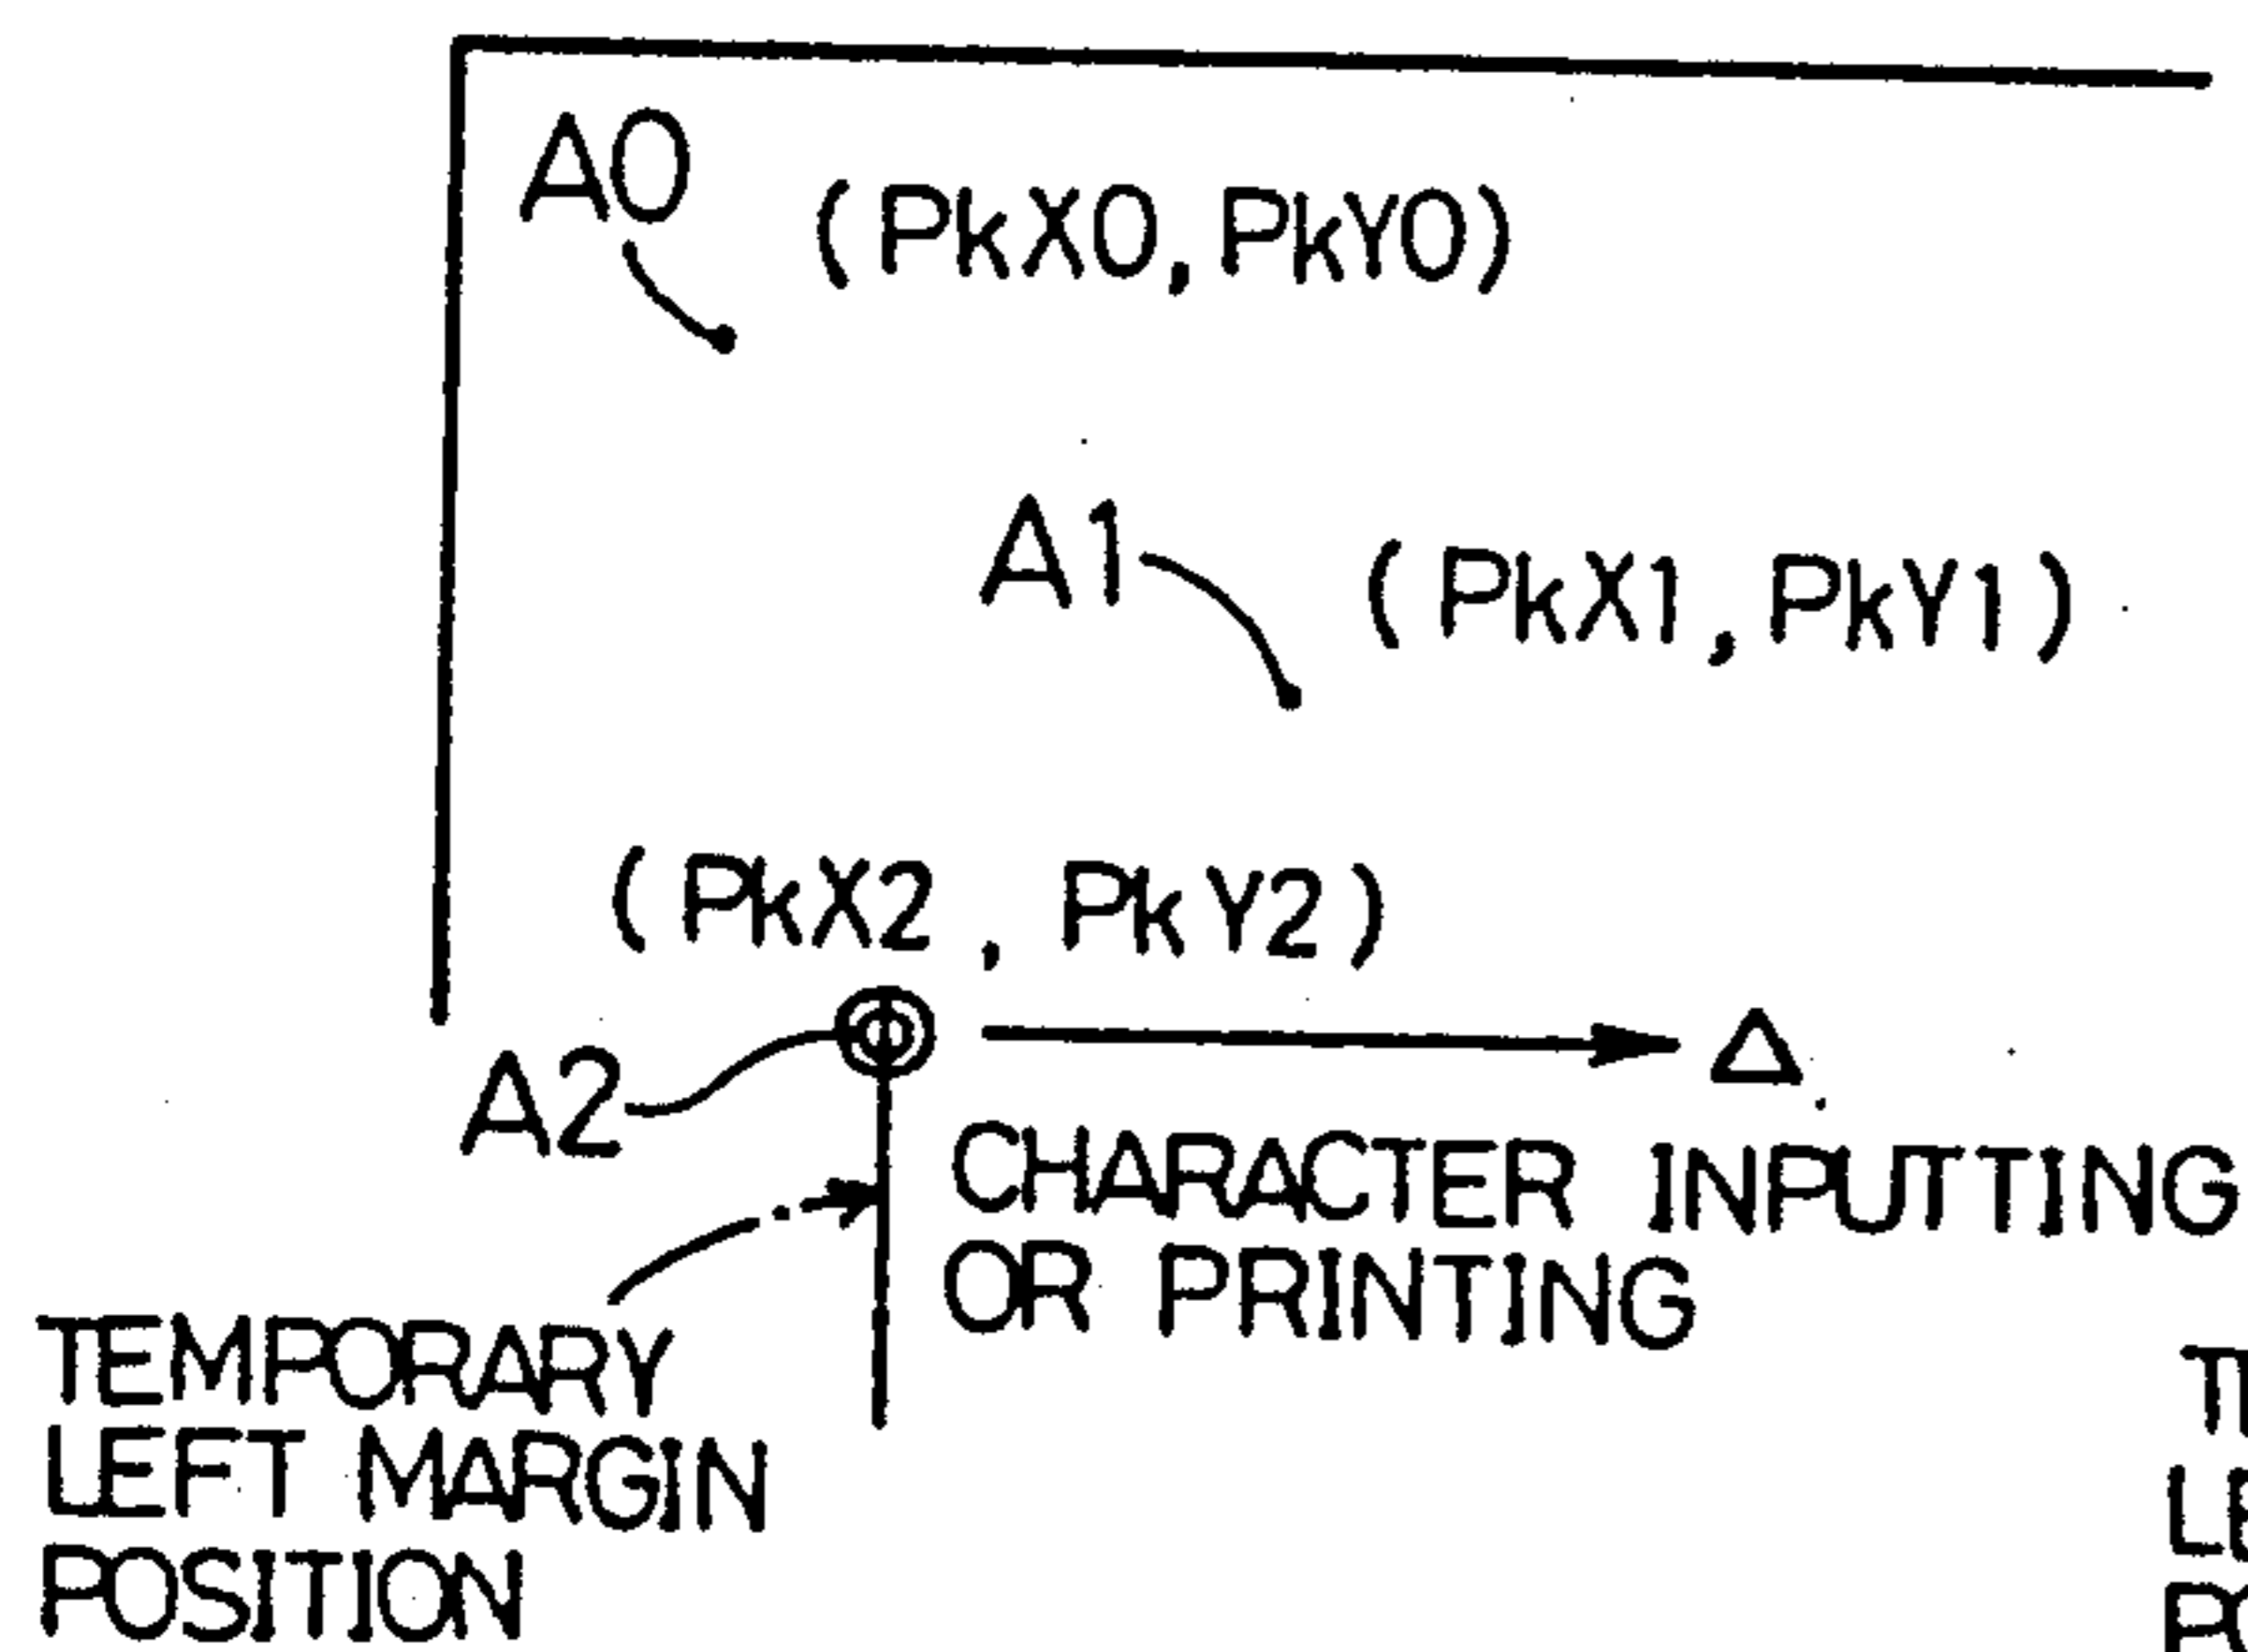 A0
(PkX0, PkY0)
A1
(PkX1, PkY1)
(PkX2, PkY2)
A2
Δ
CHARACTER INPUTTING
OR PRINTING
TEMPORARY
LEFT MARGIN
POSITION